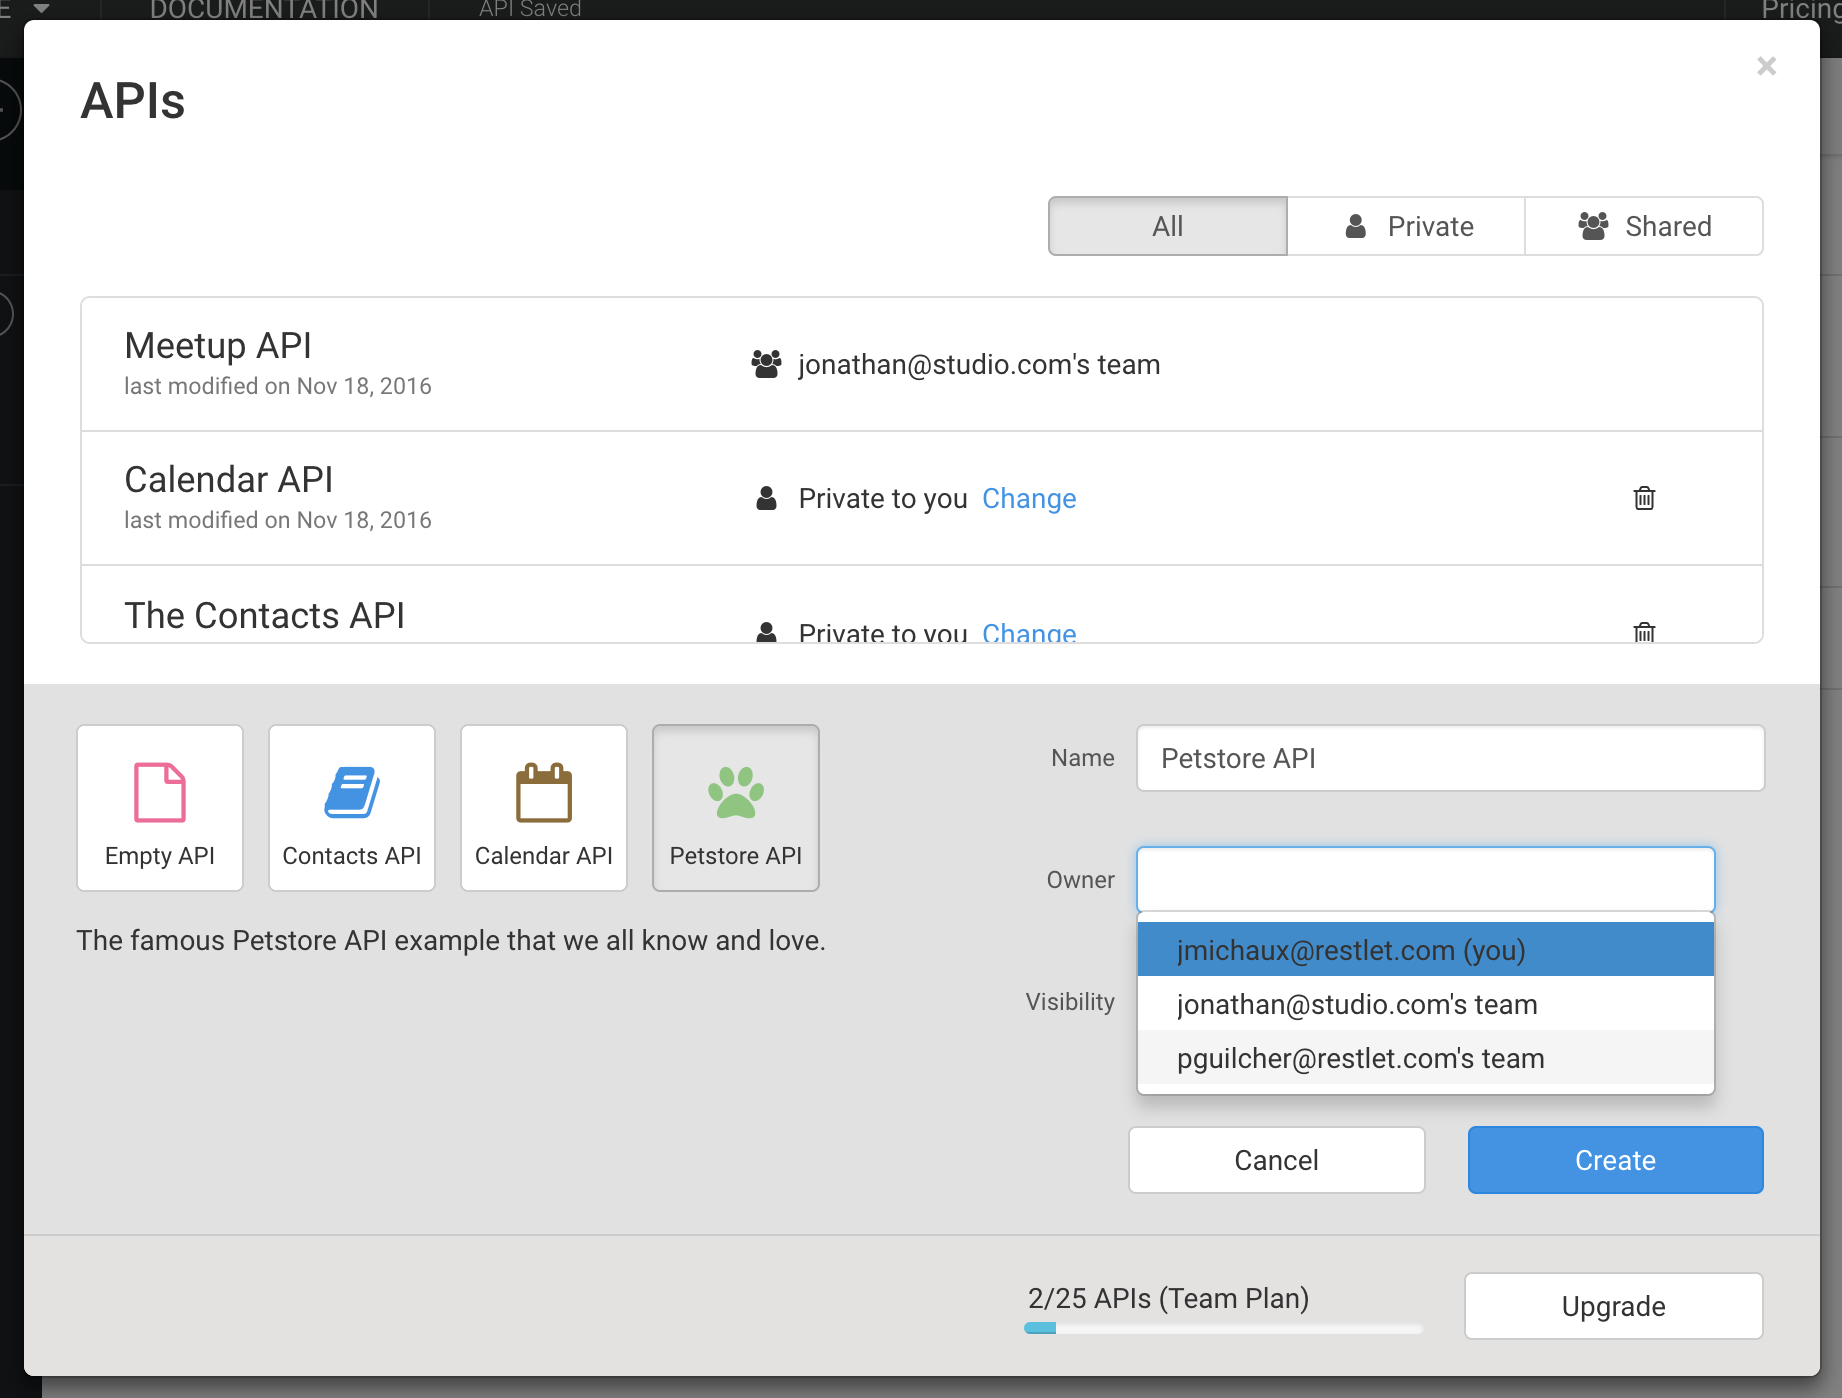 E
DOCUMENTATION
API Saved
Pricing
APIs
×
All
Private
Shared
Meetup API
last modified on Nov 18, 2016
jonathan@studio.com's team
Calendar API
last modified on Nov 18, 2016
Private to you Change
The Contacts API
Private to you Change
Empty API
Contacts API
Calendar API
Petstore API
The famous Petstore API example that we all know and love.
Name
Petstore API
Owner
jmichaux@restlet.com (you)
jonathan@studio.com's team
pguilcher@restlet.com's team
Visibility
Cancel
Create
2/25 APIs (Team Plan)
Upgrade